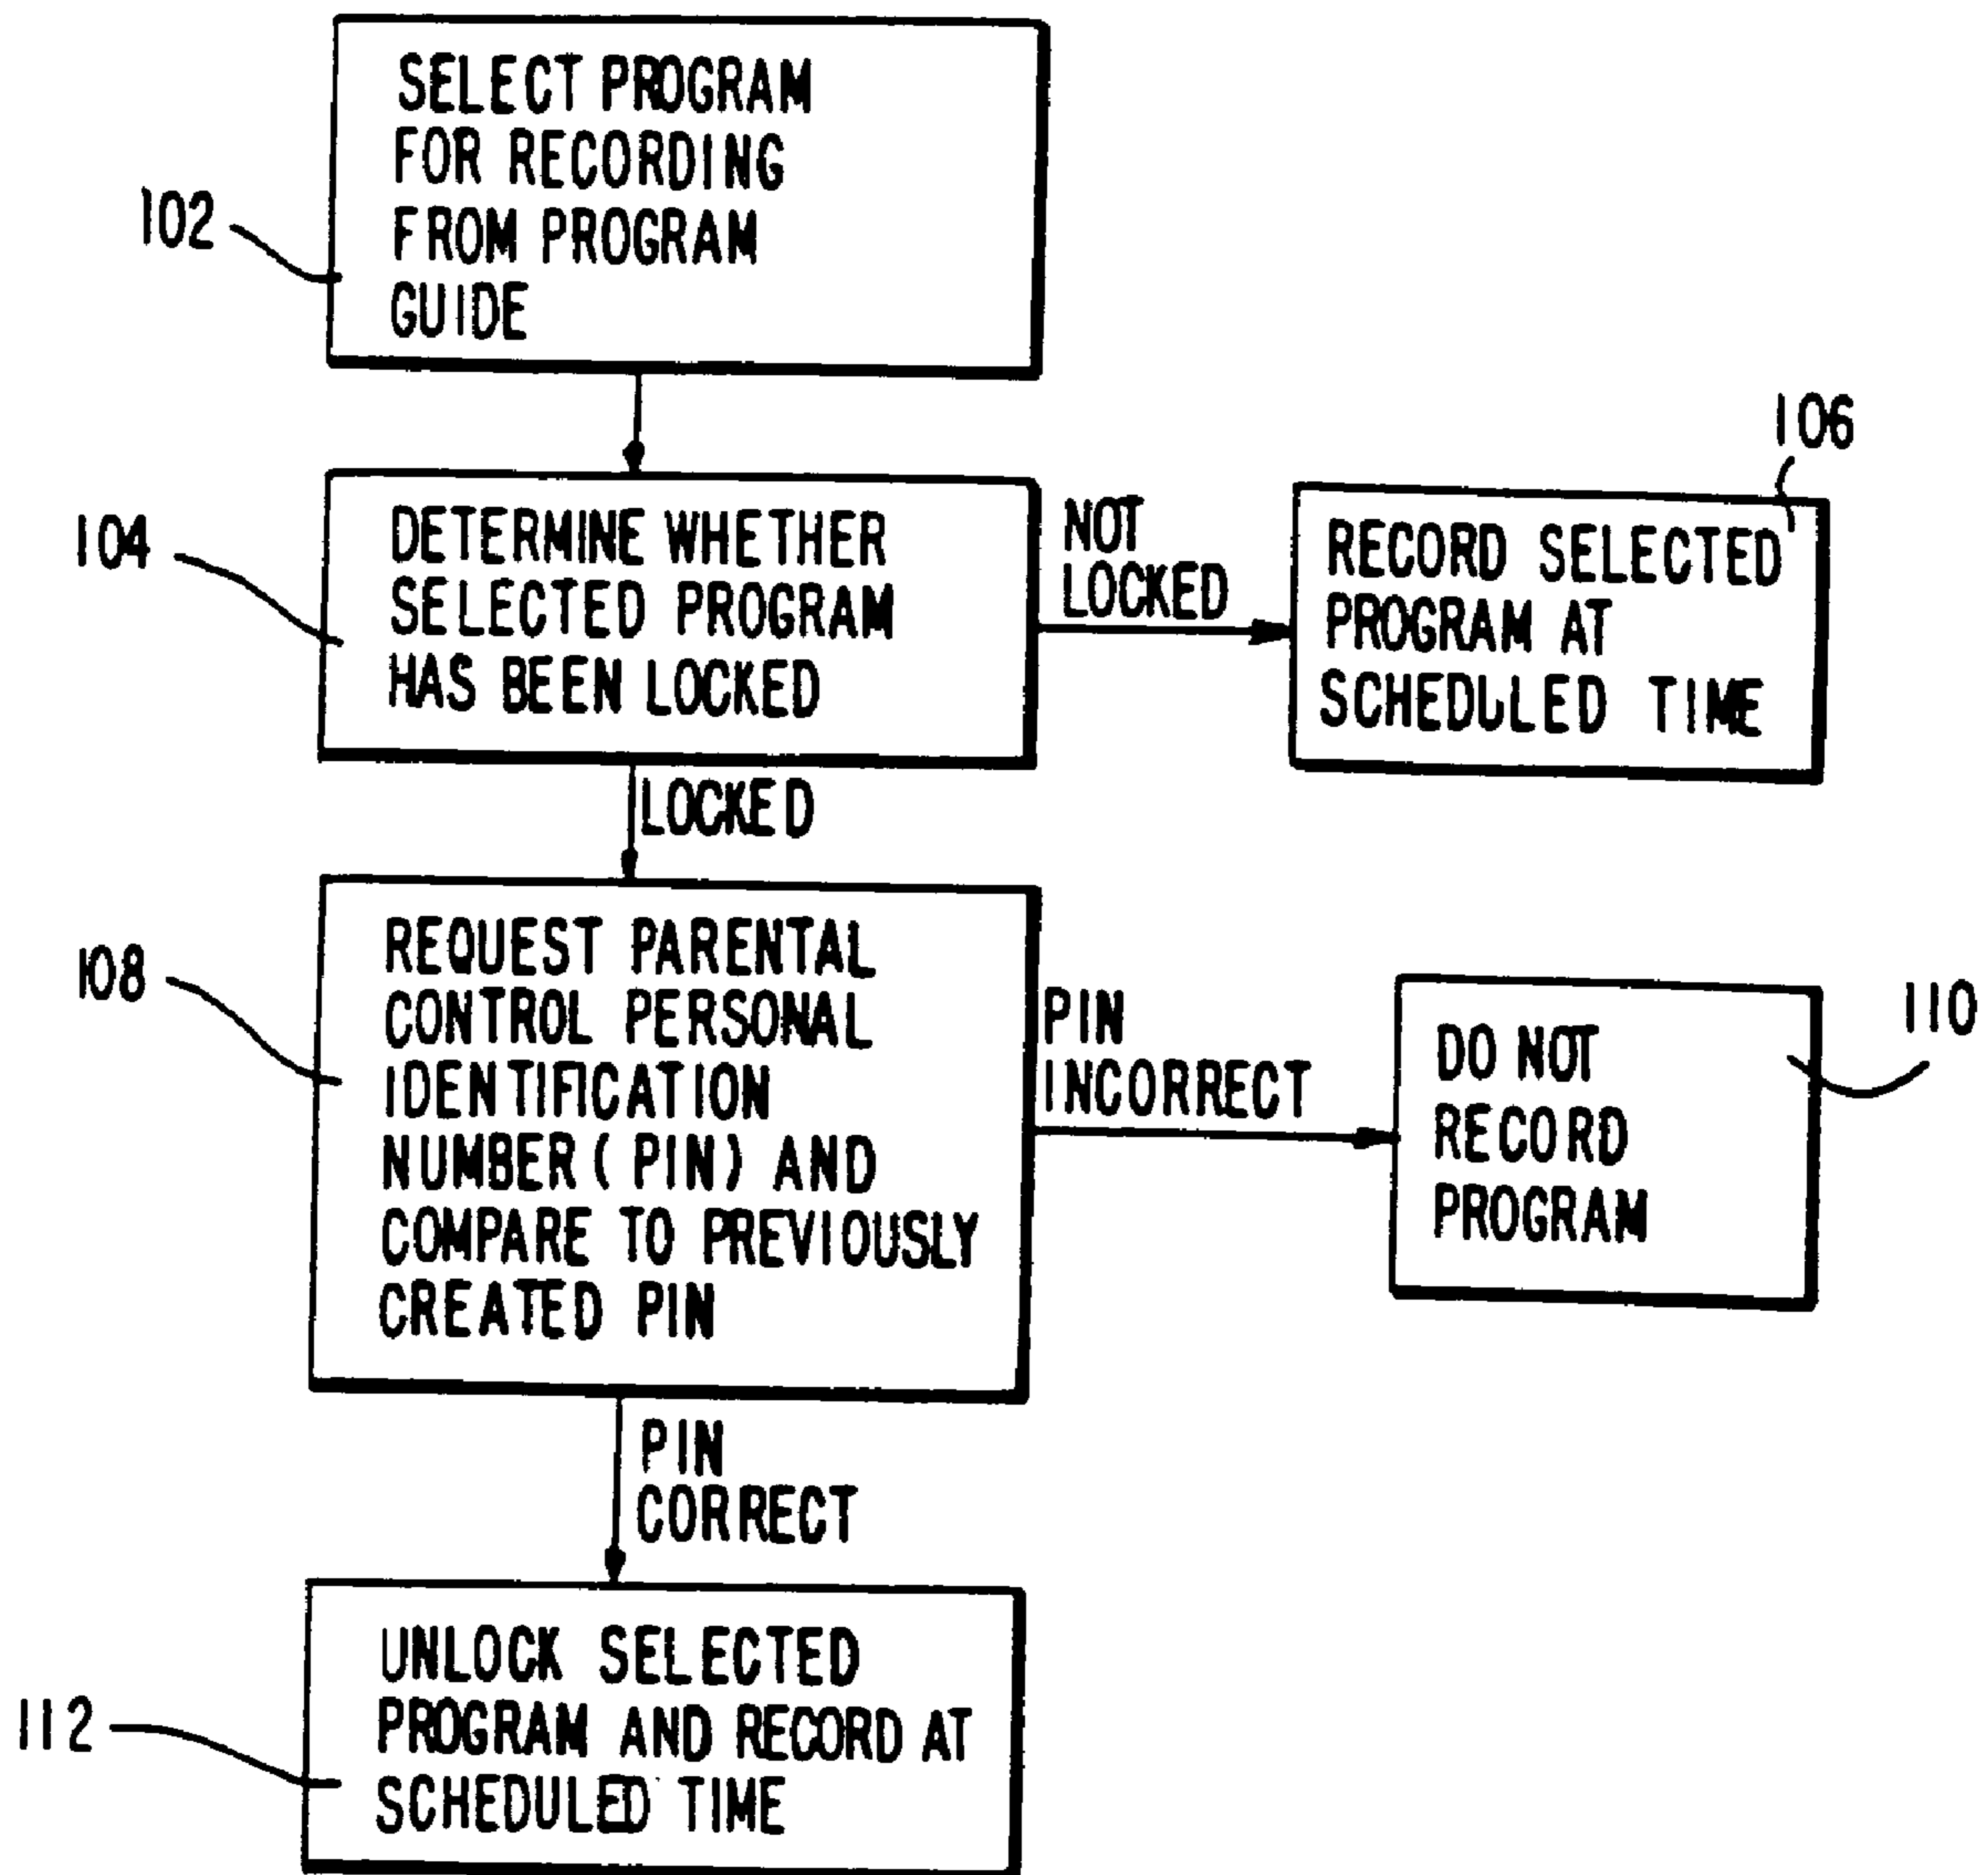 SELECT PROGRAM
FOR RECORDING
FROM PROGRAM
GUIDE
102
106
104
DETERMINE WHETHER
SELECTED PROGRAM
HAS BEEN LOCKED
NOT
LOCKED
RECORD SELECTED
PROGRAM AT
SCHEDULED TIME
LOCKED
108
REQUEST PARENTAL
CONTROL PERSONAL
IDENTIFICATION
NUMBER (PIN) AND
COMPARE TO PREVIOUSLY
CREATED PIN
PIN
INCORRECT
DO NOT
RECORD
PROGRAM
110
PIN
CORRECT
112
UNLOCK SELECTED
PROGRAM AND RECORD AT
SCHEDULED TIME